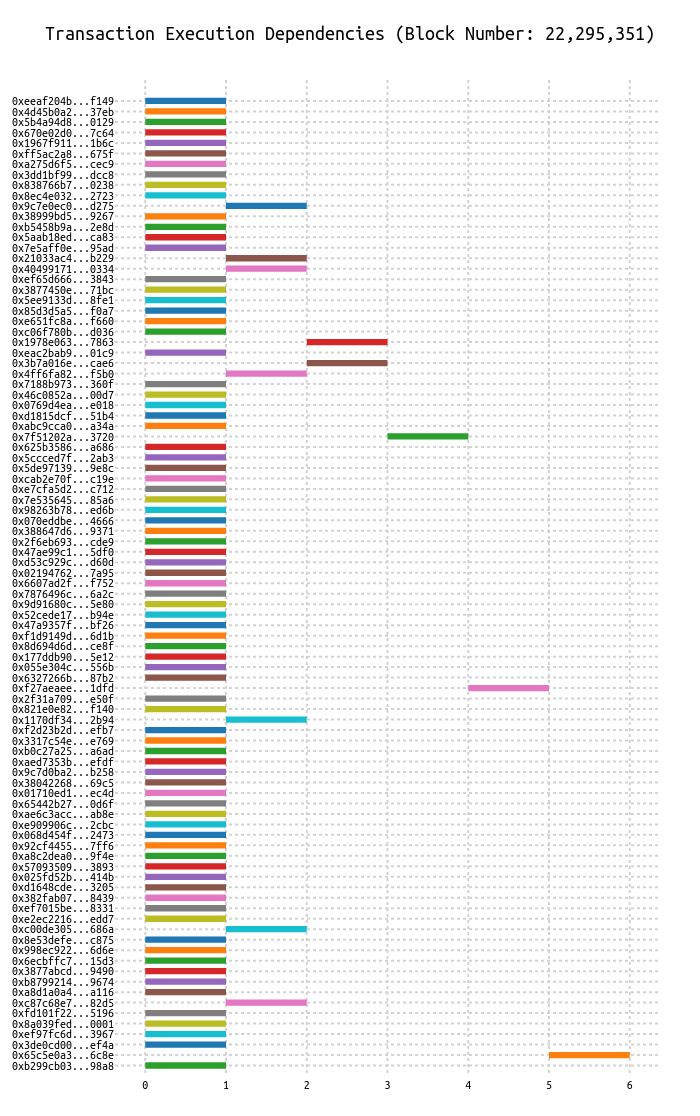 Transaction Execution Dependencies (Block Number: 22,295,351)
0xeeaf204b...f149
0x4d45b0a2...37eb
0x5b4a94d8...0129
0x670e02d0...7c64
0x1967f911...1b6c
0xff5ac2a8...675f
0xa275d6f5...cec9
0x3dd1bf99...dcc8
0x838766b7...0238
0x8ec4e032...2723
0x9c7e0ec0...d275
0x38999bd5...9267
0xb5458b9a...2e8d
0x5aab18ed...ca83
0x7e5aff0e...95ad
0x21033ac4...b229
0x40499171...0334
0xef65d666...3843
0x3877450e...71bc
0x5ee9133d...8fe1
0x85d3d5a5...f0a7
0xe651fc8a...f660
0xc06f780b...d036
0x1978e063...7863
0xeac2bab9...01c9
0x3b7a016e...cae6
0x4ff6fa82...f5b0
0x7188b973...360f
0x46c0852a...00d7
0x0769d4ea...e018
0xd1815dcf...51b4
0xabc9cca0...a34a
0x7f51202a...3720
0x625b3586...a686
0x5ccced7f...2ab3
0x5de97139...9e8c
0xcab2e70f...c19e
0xe7cfa5d2...c712
0x7e535645...85a6
0x98263b78...ed6b
0x070eddbe...4666
0x388647d6...9371
0x2f6eb693...cde9
0x47ae99c1...5df0
0xd53c929c...d60d
0x02194762...7a95
0x6607ad2f...f752
0x7876496c...6a2c
0x9d91680c...5e80
0x52cede17...b94e
0x47a9357f...bf26
0xf1d9149d...6d1b
0x8d694d6d...ce8f
0x177ddb90...5e12
0x055e304c...556b
0x6327266b...87b2
0xf27aeaee...1dfd
0x2f31a709...e50f
0x821e0e82...f140
0x1170df34...2b94
0xf2d23b2d...efb7
0x3317c54e...e769
0xb0c27a25...a6ad
0xaed7353b...efdf
0x9c7d0ba2...b258
0x38042268...69c5
0x01710ed1...ec4d
0x65442b27...0d6f
0xae6c3acc...ab8e
0xe909906c...2cbc
0x068d454f...2473
0x92cf4455...7ff6
0xa8c2dea0...9f4e
0x57093509...3893
0x025fd52b...414b
0xd1648cde...3205
0x382fab07...8439
0xef7015be...8331
0xe2ec2216...edd7
0xc00de305...686a
0x8e53defe...c875
0x998ec922...6d6e
0x6ecbffc7...15d3
0x3877abcd...9490
0xb8799214...9674
0xa8d1a0a4...a116
0xc87c68e7...82d5
0xfd101f22...5196
0x8a039fed...0001
0xef97fc6d...3967
0x3de0cd00...ef4a
0x65c5e0a3...6c8e
0xb299cb03...98a8
0 1 2 3 4 5 6